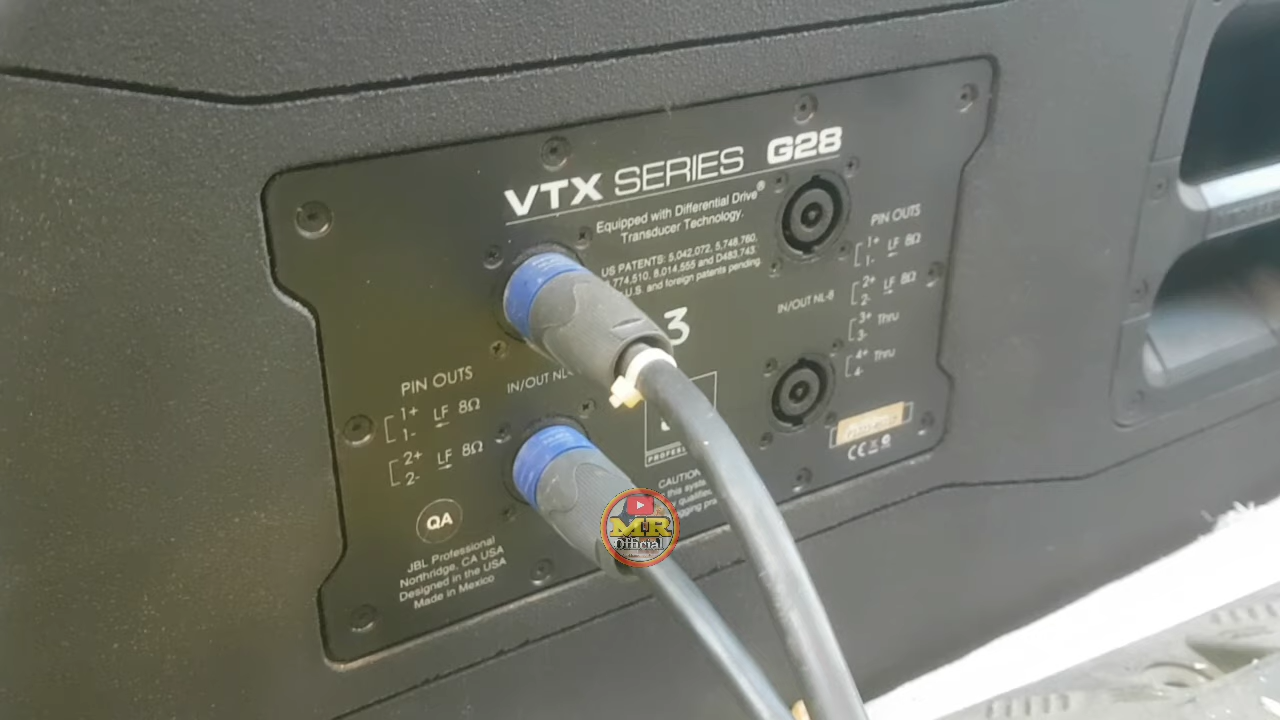 VTX SERIES G28
Equipped with Differential Drive®
Transducer Technology.
US PATENTS: 5,042,072, 5,748,760,
,774,510, 8,014,555 and D483,743.
U.S. and foreign patents pending.
3
PIN OUTS
1+
1-
LF 8Ω
2+
2-
LF 8Ω
IN/OUT NL
PIN OUTS
1+
1-
LF 8Ω
2+
2-
LF 8Ω
3+
3-
Thru
4+
4-
Thru
IN/OUT NL-8
CE
QA
JBL Professional
Northridge, CA USA
Designed in the USA
Made in Mexico
CAUTION
this system
qualified
MR
Official